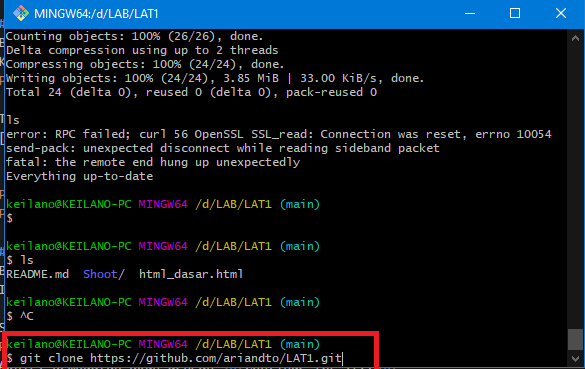 MINGW64:/d/LAB/LAT1
Counting objects: 100% (26/26), done.
Delta compression using up to 2 threads
Compressing objects: 100% (24/24), done.
Writing objects: 100% (24/24), 3.85 MiB | 33.00 KiB/s, done.
Total 24 (delta 0), reused 0 (delta 0), pack-reused 0
ls
error: RPC failed; curl 56 OpenSSL SSL_read: Connection was reset, errno 10054
send-pack: unexpected disconnect while reading sideband packet
fatal: the remote end hung up unexpectedly
Everything up-to-date
keilano@KEILANO-PC MINGW64 /d/LAB/LAT1 (main)
$
keilano@KEILANO-PC MINGW64 /d/LAB/LAT1 (main)
$ ls
README.md  Shoot/  html_dasar.html
keilano@KEILANO-PC MINGW64 /d/LAB/LAT1 (main)
$ ^C
keilano@KEILANO-PC MINGW64 /d/LAB/LAT1 (main)
$ git clone https://github.com/ariandto/LAT1.git